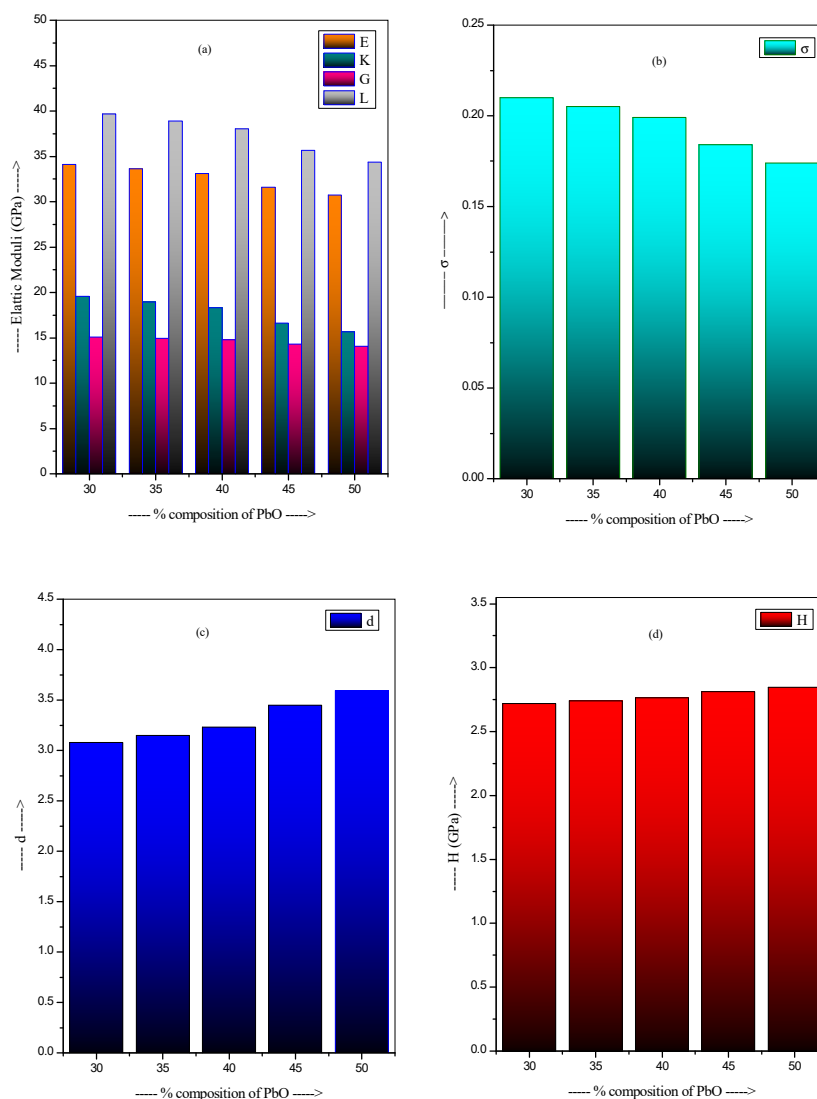 (a)
E
K
G
L
50
45
40
35
30
25
20
15
10
5
0
----- Elattic Moduli (GPa) ----->
30 35 40 45 50
----- % composition of PbO ----->
(b)
σ
0.25
0.20
0.15
0.10
0.05
0.00
------ σ ------->
30 35 40 45 50
----- % composition of PbO ----->
(c)
d
4.5
4.0
3.5
3.0
2.5
2.0
1.5
1.0
0.5
0.0
----- d ----->
30 35 40 45 50
----- % composition of PbO ----->
(d)
H
3.5
3.0
2.5
2.0
1.5
1.0
0.5
0.0
----- H (GPa) ----->
30 35 40 45 50
----- % composition of PbO ----->